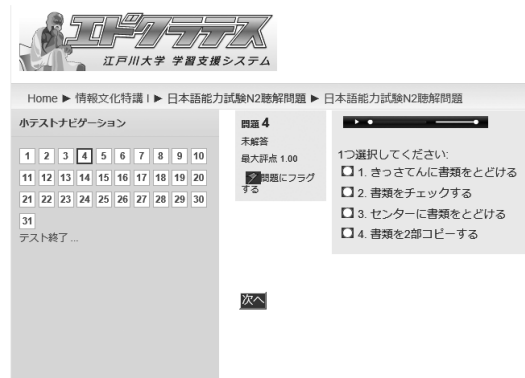 エドクラテス
江戸川大学 学習支援システム
Home ▶ 情報文化特講 I ▶ 日本語能力試験N2聴解問題 ▶ 日本語能力試験N2聴解問題
小テストナビゲーション
1 2 3 4 5 6 7 8 9 10
11 12 13 14 15 16 17 18 19 20
21 22 23 24 25 26 27 28 29 30
31
テスト終了 ...
問題 4
未解答
最大評点 1.00
問題にフラグ
する
1つ選択してください:
1. きっさてんに書類をとどける
2. 書類をチェックする
3. センターに書類をとどける
4. 書類を2部コピーする
次へ